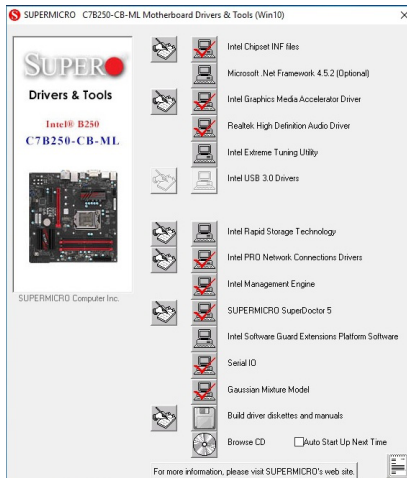 SUPERMICRO C7B250-CB-ML Motherboard Drivers & Tools (Win10)
SUPERO
Drivers & Tools
Intel® B250
C7B250-CB-ML
SUPERMICRO Computer Inc.
Intel Chipset INF files
Microsoft .Net Framework 4.5.2 (Optional)
Intel Graphics Media Accelerator Driver
Realtek High Definition Audio Driver
Intel Extreme Tuning Utility
Intel USB 3.0 Drivers
Intel Rapid Storage Technology
Intel PRO Network Connections Drivers
Intel Management Engine
SUPERMICRO SuperDoctor 5
Intel Software Guard Extensions Platform Software
Serial IO
Gaussian Mixture Model
Build driver diskettes and manuals
Browse CD
Auto Start Up Next Time
For more information, please visit SUPERMICRO's web site.